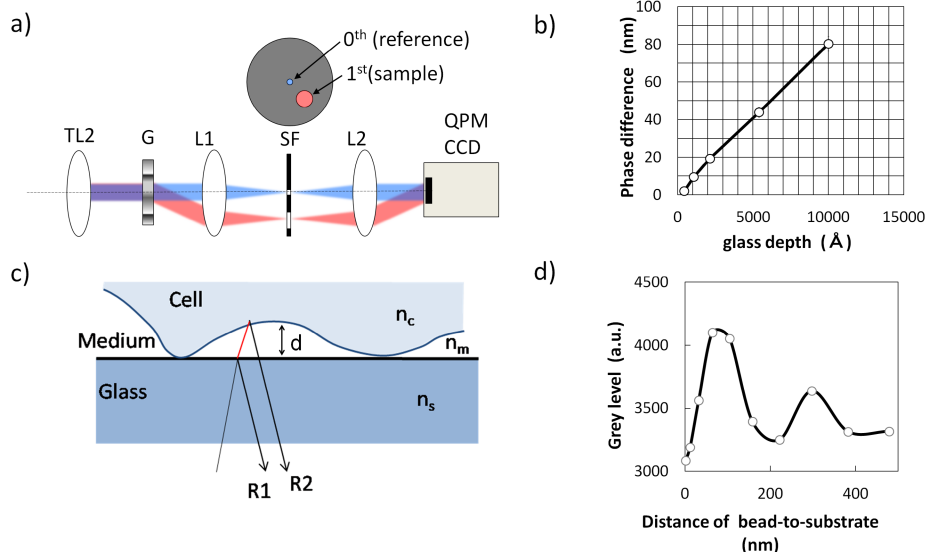 a)
0th (reference)
1st(sample)
TL2
G
L1
SF
L2
QPM
CCD
b)
Phase difference (nm)
100
80
60
40
20
0
0
5000
10000
15000
glass depth (Å)
c)
Cell
nc
Medium
d
nm
Glass
ns
R1
R2
d)
Grey level (a.u.)
4500
4000
3500
3000
0
200
400
Distance of bead-to-substrate
(nm)